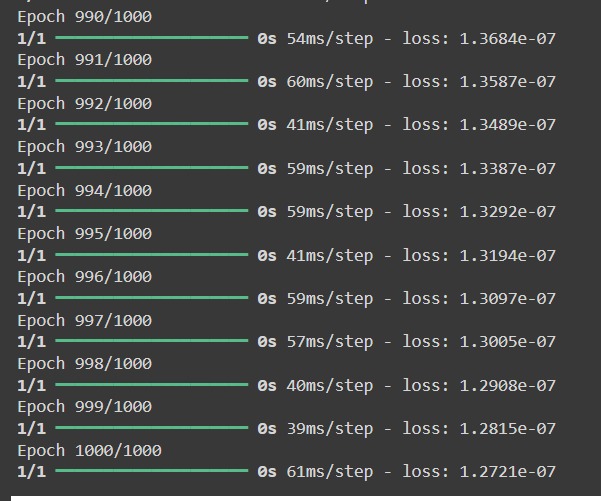 Epoch 990/1000
1/1 0s 54ms/step - loss: 1.3684e-07
Epoch 991/1000
1/1 0s 60ms/step - loss: 1.3587e-07
Epoch 992/1000
1/1 0s 41ms/step - loss: 1.3489e-07
Epoch 993/1000
1/1 0s 59ms/step - loss: 1.3387e-07
Epoch 994/1000
1/1 0s 59ms/step - loss: 1.3292e-07
Epoch 995/1000
1/1 0s 41ms/step - loss: 1.3194e-07
Epoch 996/1000
1/1 0s 59ms/step - loss: 1.3097e-07
Epoch 997/1000
1/1 0s 57ms/step - loss: 1.3005e-07
Epoch 998/1000
1/1 0s 40ms/step - loss: 1.2908e-07
Epoch 999/1000
1/1 0s 39ms/step - loss: 1.2815e-07
Epoch 1000/1000
1/1 0s 61ms/step - loss: 1.2721e-07